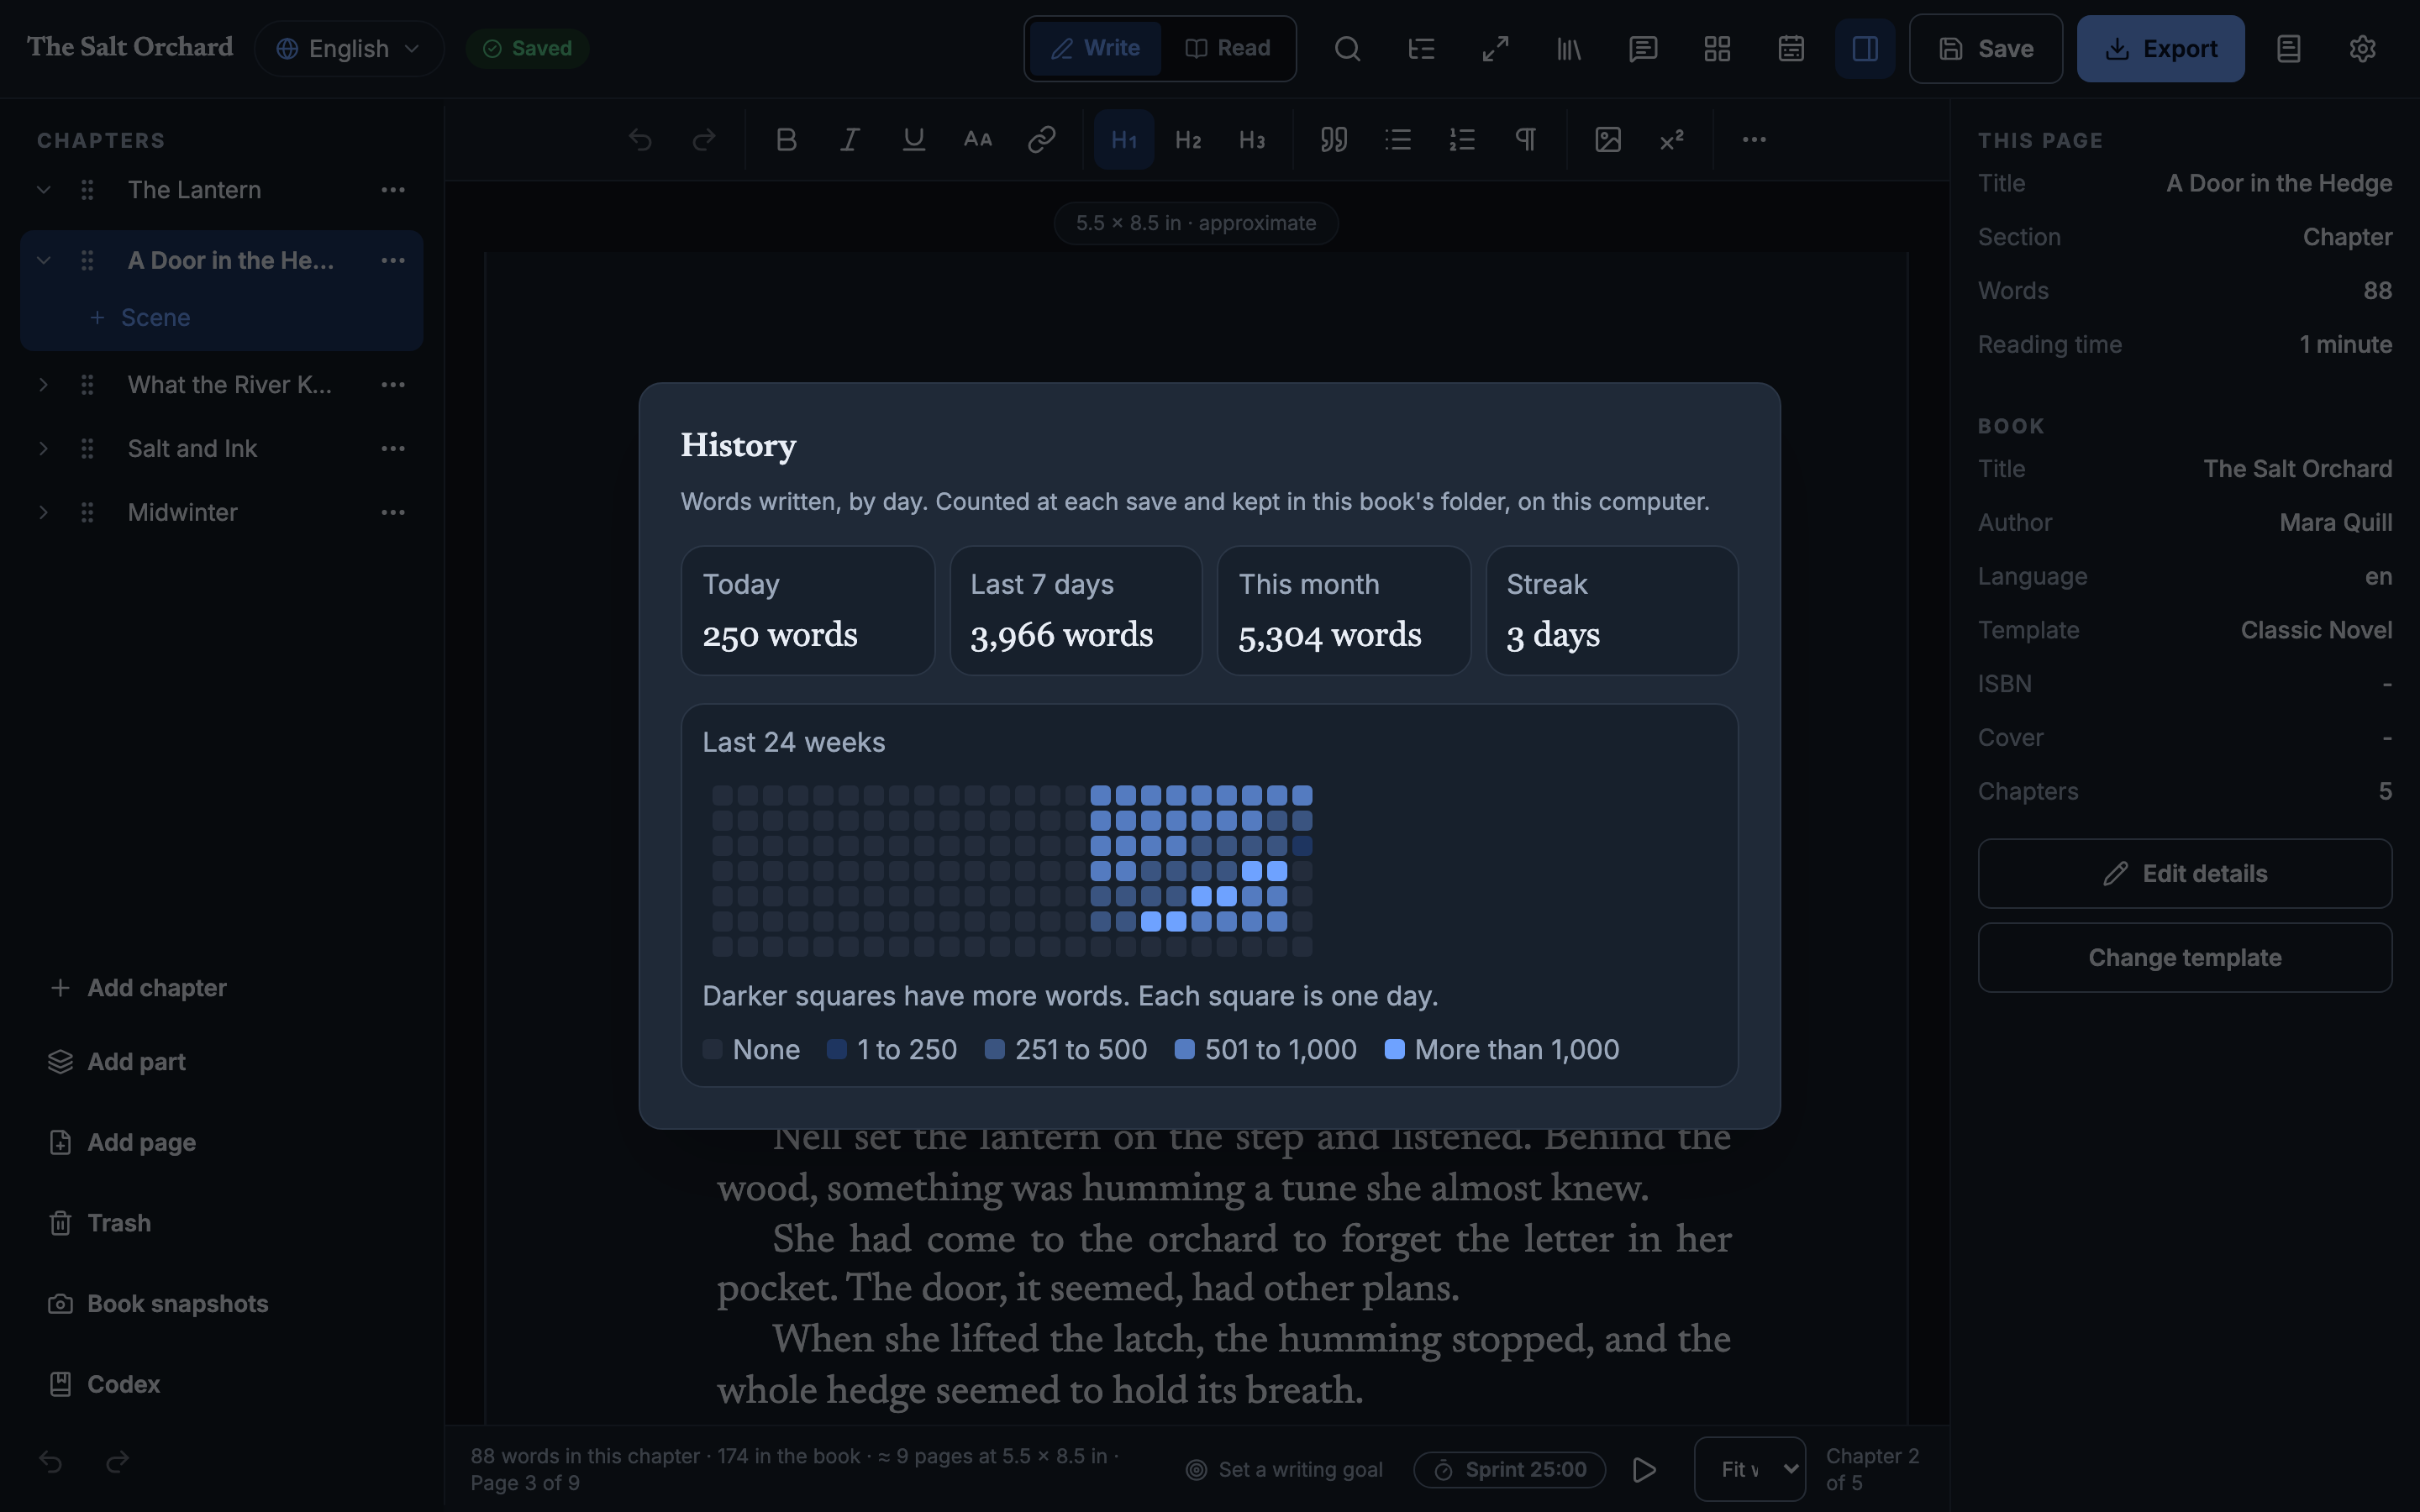 The Salt Orchard
English
Saved
Write
Read
Save
Export
CHAPTERS
The Lantern
A Door in the He...
+ Scene
What the River K...
Salt and Ink
Midwinter
Add chapter
Add part
Add page
Trash
Book snapshots
Codex
H1 H2 H3
5.5 × 8.5 in · approximate
History
Words written, by day. Counted at each save and kept in this book's folder, on this computer.
Today
250 words
Last 7 days
3,966 words
This month
5,304 words
Streak
3 days
Last 24 weeks
Darker squares have more words. Each square is one day.
None
1 to 250
251 to 500
501 to 1,000
More than 1,000
Nell set the lantern on the step and listened. Behind the
wood, something was humming a tune she almost knew.
She had come to the orchard to forget the letter in her
pocket. The door, it seemed, had other plans.
When she lifted the latch, the humming stopped, and the
whole hedge seemed to hold its breath.
88 words in this chapter · 174 in the book · ≈ 9 pages at 5.5 × 8.5 in ·
Page 3 of 9
Set a writing goal
Sprint 25:00
Fit
Chapter 2
of 5
THIS PAGE
Title A Door in the Hedge
Section Chapter
Words 88
Reading time 1 minute
BOOK
Title The Salt Orchard
Author Mara Quill
Language en
Template Classic Novel
ISBN -
Cover -
Chapters 5
Edit details
Change template